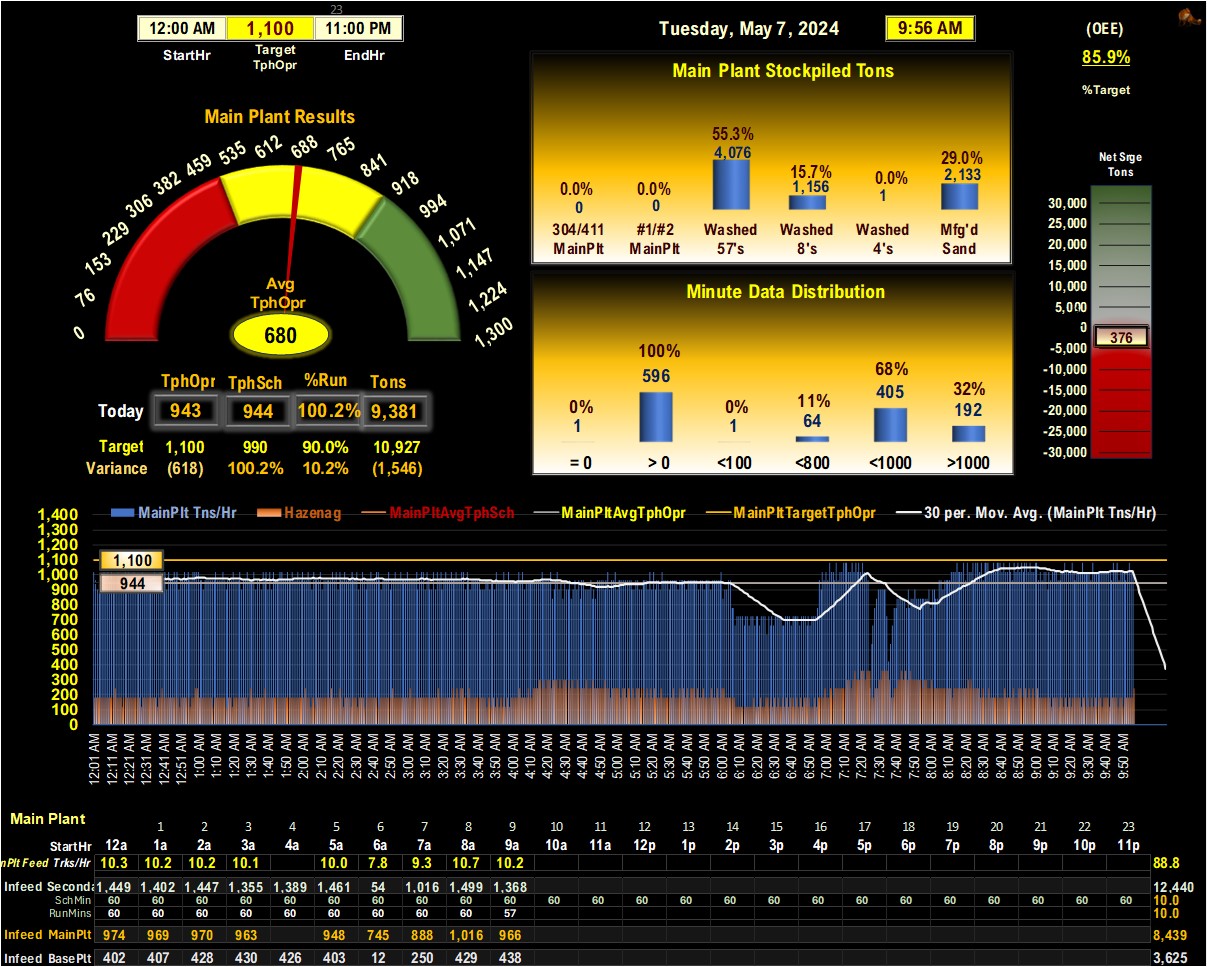 23
12:00 AM 1,100 11:00 PM
StartHr Target TphOpr EndHr
Tuesday, May 7, 2024 9:56 AM
(OEE)
85.9%
%Target
Main Plant Results
0 76 153 229 306 382 459 535 612 688 765 841 918 994 1,071 1,147 1,224 1,300
Avg
TphOpr
680
TphOpr TphSch %Run Tons
Today 943 944 100.2% 9,381
Target 1,100 990 90.0% 10,927
Variance (618) 100.2% 10.2% (1,546)
Main Plant Stockpiled Tons
0.0% 0.0% 55.3% 15.7% 0.0% 29.0%
0 0 4,076 1,156 1 2,133
304/411 #1/#2 Washed Washed Washed Mfg'd
MainPlt MainPlt 57's 8's 4's Sand
Minute Data Distribution
0% 100% 0% 11% 68% 32%
1 596 1 64 405 192
= 0 > 0 <100 <800 <1000 >1000
Net Srge
Tons
30,000
25,000
20,000
15,000
10,000
5,000
0
376
-5,000
-10,000
-15,000
-20,000
-25,000
-30,000
MainPlt Tns/Hr Hazenag MainPltAvgTphSch MainPltAvgTphOpr MainPltTargetTphOpr 30 per. Mov. Avg. (MainPlt Tns/Hr)
1,400
1,300
1,200
1,100
1,000
900
800
700
600
500
400
300
200
100
0
1,100
944
12:01 AM 12:11 AM 12:21 AM 12:31 AM 12:41 AM 12:51 AM 1:00 AM 1:10 AM 1:20 AM 1:30 AM 1:40 AM 1:50 AM 2:00 AM 2:10 AM 2:20 AM 2:30 AM 2:40 AM 2:50 AM 3:00 AM 3:10 AM 3:20 AM 3:30 AM 3:40 AM 3:50 AM 4:00 AM 4:10 AM 4:20 AM 4:30 AM 4:40 AM 4:50 AM 5:00 AM 5:10 AM 5:20 AM 5:30 AM 5:40 AM 5:50 AM 6:00 AM 6:10 AM 6:20 AM 6:30 AM 6:40 AM 6:50 AM 7:00 AM 7:10 AM 7:20 AM 7:30 AM 7:40 AM 7:50 AM 8:00 AM 8:10 AM 8:20 AM 8:30 AM 8:40 AM 8:50 AM 9:00 AM 9:10 AM 9:20 AM 9:30 AM 9:40 AM 9:50 AM
Main Plant
1 2 3 4 5 6 7 8 9 10 11 12 13 14 15 16 17 18 19 20 21 22 23
StartHr 12a 1a 2a 3a 4a 5a 6a 7a 8a 9a 10a 11a 12p 1p 2p 3p 4p 5p 6p 7p 8p 9p 10p 11p
nPlt Feed Trks/Hr 10.3 10.2 10.2 10.1 10.0 7.8 9.3 10.7 10.2 88.8
Infeed Seconda 1,449 1,402 1,447 1,355 1,389 1,461 54 1,016 1,499 1,368 12,440
SchMin 60 60 60 60 60 60 60 60 60 60 60 60 60 60 60 60 60 60 60 60 60 60 60 10.0
RunMins 60 60 60 60 60 60 60 60 57 10.0
Infeed MainPlt 974 969 970 963 948 745 888 1,016 966 8,439
Infeed BasePlt 402 407 428 430 426 403 12 250 429 438 3,625